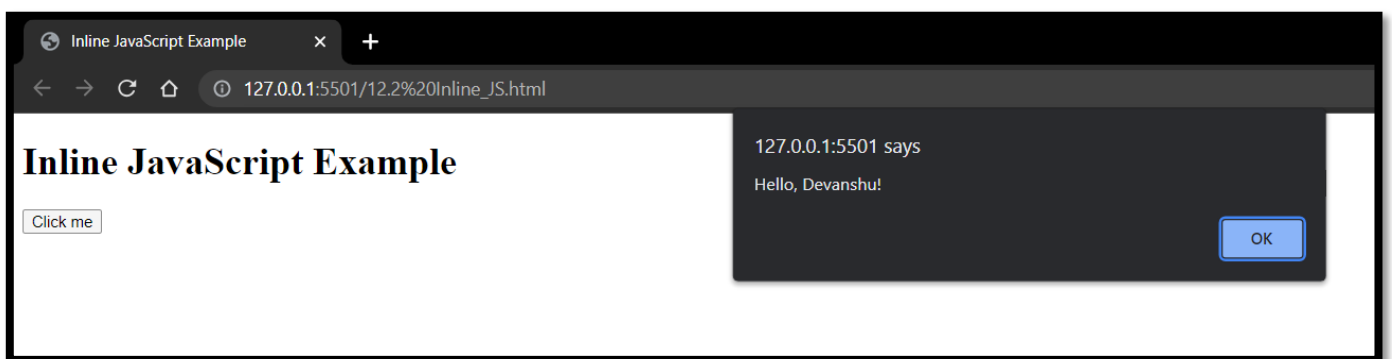 Inline JavaScript Example
127.0.0.1:5501/12.2%20Inline_JS.html
Inline JavaScript Example
Click me
127.0.0.1:5501 says
Hello, Devanshu!
OK